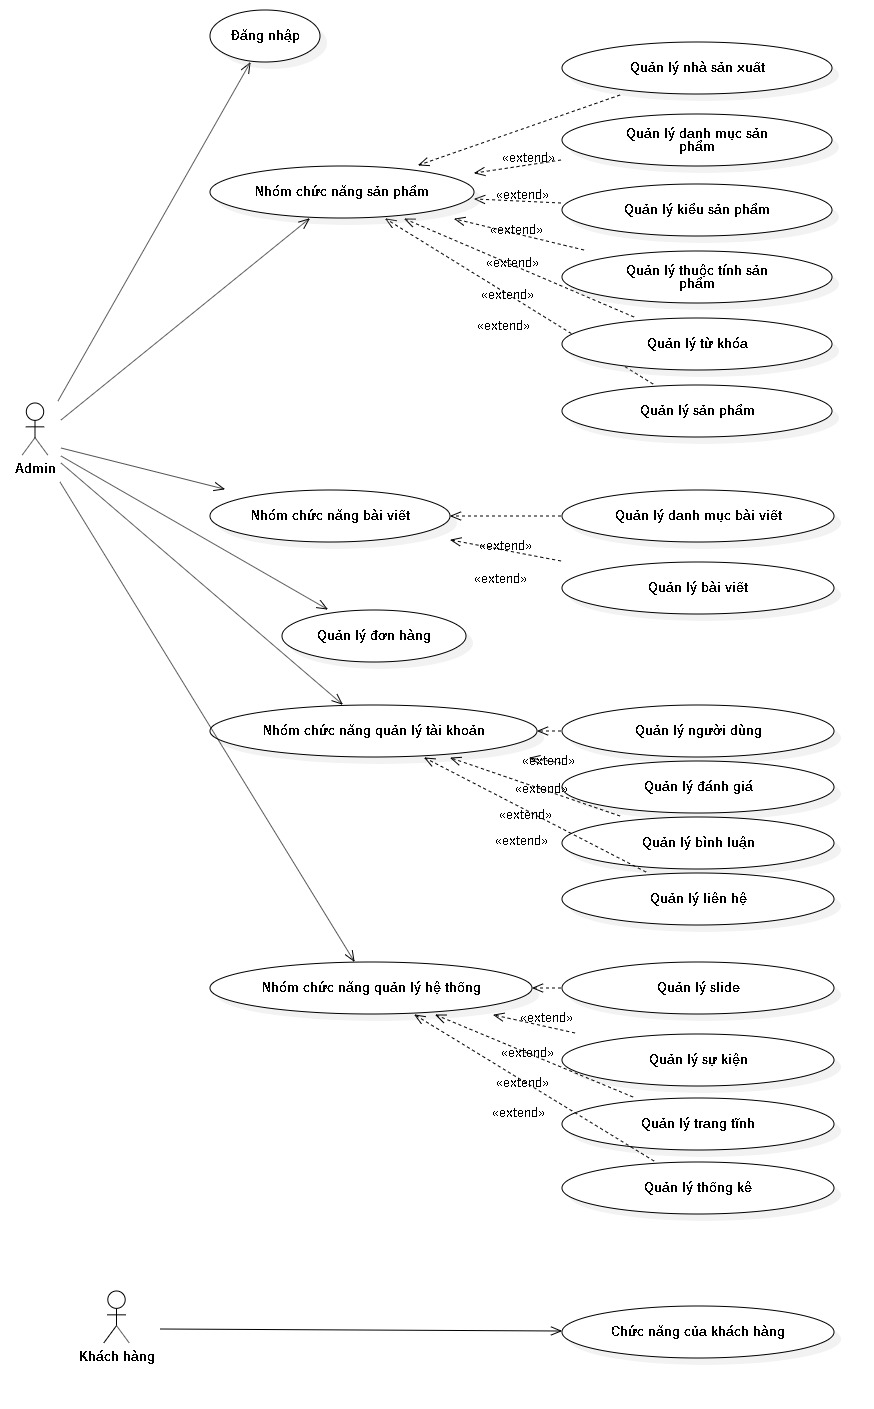 Đăng nhập
Quản lý nhà sản xuất
Quản lý danh mục sản
phẩm
«extend»
Nhóm chức năng sản phẩm
«extend»
Quản lý kiểu sản phẩm
«extend»
Quản lý thuộc tính sản
phẩm
«extend»
«extend»
«extend»
Quản lý từ khóa
Quản lý sản phẩm
Admin
Nhóm chức năng bài viết
Quản lý danh mục bài viết
«extend»
«extend»
Quản lý bài viết
Quản lý đơn hàng
Nhóm chức năng quản lý tài khoản
Quản lý người dùng
«extend»
Quản lý đánh giá
«extend»
«extend»
«extend»
Quản lý bình luận
Quản lý liên hệ
Nhóm chức năng quản lý hệ thống
Quản lý slide
«extend»
«extend»
Quản lý sự kiện
«extend»
«extend»
Quản lý trang tĩnh
Quản lý thống kê
Khách hàng
Chức năng của khách hàng